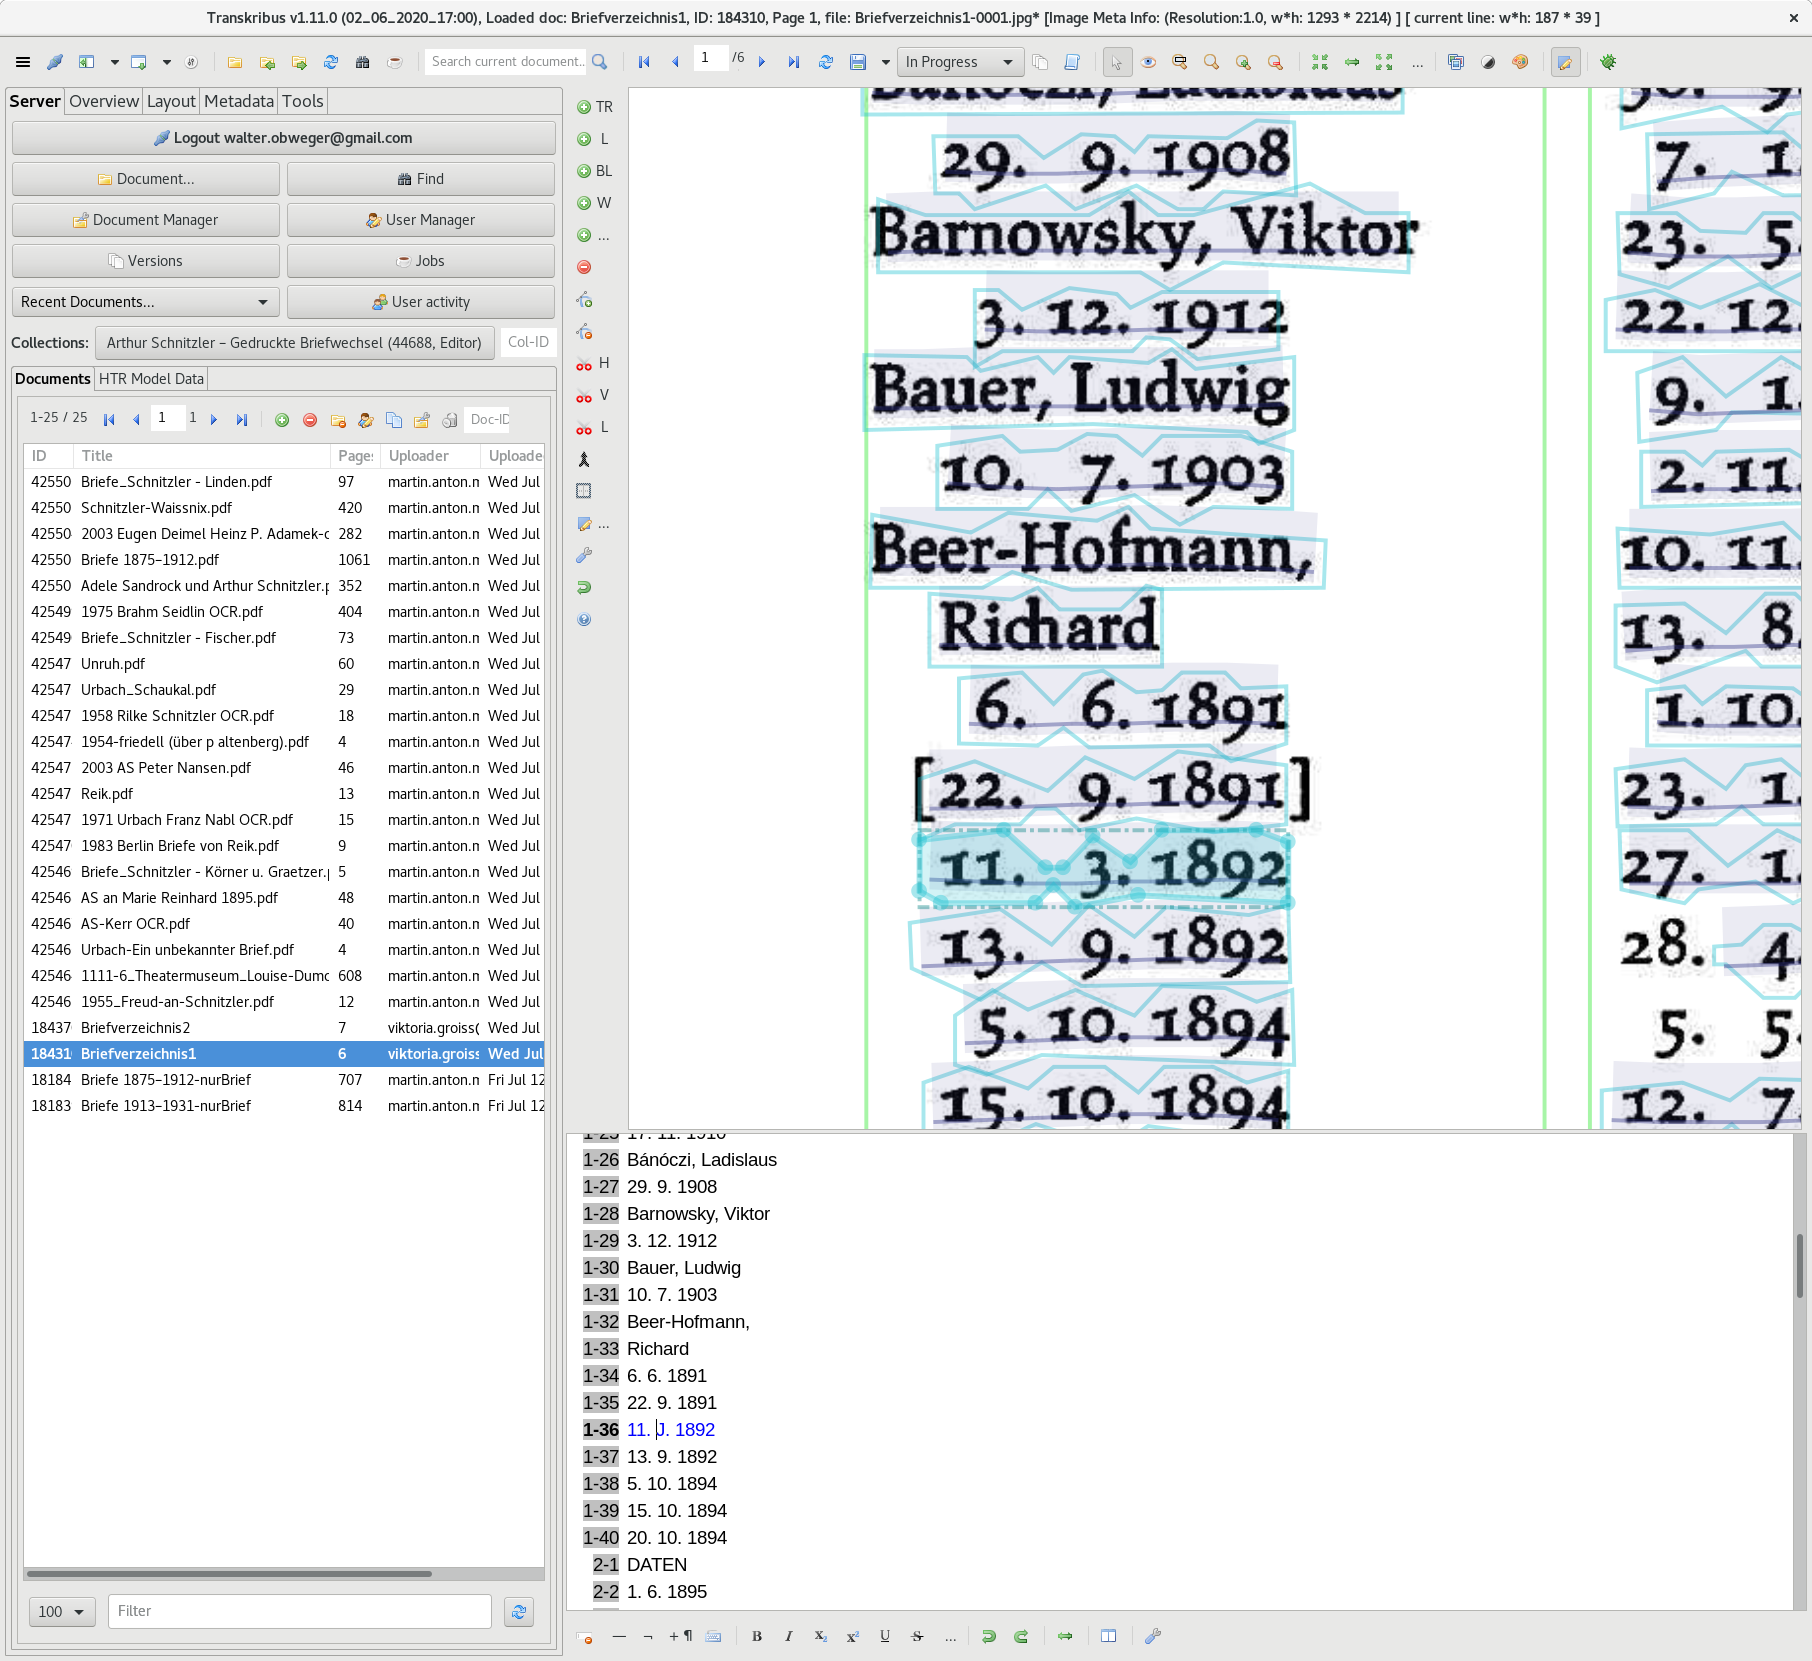 Transkribus v1.11.0 (02_06_2020_17:00), Loaded doc: Briefverzeichnis1, ID: 184310, Page 1, file: Briefverzeichnis1-0001.jpg* [Image Meta Info: (Resolution:1.0, w*h: 1293 * 2214) ] [ current line: w*h: 187 * 39 ]
Search current document...
1 /6
In Progress
...
Server Overview Layout Metadata Tools
Logout walter.obweger@gmail.com
Document... Find
Document Manager User Manager
Versions Jobs
Recent Documents... User activity
Collections: Arthur Schnitzler – Gedruckte Briefwechsel (44688, Editor) Col-ID
Documents HTR Model Data
1-25 / 25 1 1 Doc-ID
ID Title Pages Uploader Uploaded
42550 Briefe_Schnitzler - Linden.pdf 97 martin.anton.m Wed Jul
42550 Schnitzler-Waissnix.pdf 420 martin.anton.m Wed Jul
42550 2003 Eugen Deimel Heinz P. Adamek-c 282 martin.anton.m Wed Jul
42550 Briefe 1875–1912.pdf 1061 martin.anton.m Wed Jul
42550 Adele Sandrock und Arthur Schnitzler.p 352 martin.anton.m Wed Jul
42549 1975 Brahm Seidlin OCR.pdf 404 martin.anton.m Wed Jul
42549 Briefe_Schnitzler - Fischer.pdf 73 martin.anton.m Wed Jul
42547 Unruh.pdf 60 martin.anton.m Wed Jul
42547 Urbach_Schaukal.pdf 29 martin.anton.m Wed Jul
42547 1958 Rilke Schnitzler OCR.pdf 18 martin.anton.m Wed Jul
42547 1954-friedell (über p altenberg).pdf 4 martin.anton.m Wed Jul
42547 2003 AS Peter Nansen.pdf 46 martin.anton.m Wed Jul
42547 Reik.pdf 13 martin.anton.m Wed Jul
42547 1971 Urbach Franz Nabl OCR.pdf 15 martin.anton.m Wed Jul
42547 1983 Berlin Briefe von Reik.pdf 9 martin.anton.m Wed Jul
42546 Briefe_Schnitzler - Körner u. Graetzer.p 5 martin.anton.m Wed Jul
42546 AS an Marie Reinhard 1895.pdf 48 martin.anton.m Wed Jul
42546 AS-Kerr OCR.pdf 40 martin.anton.m Wed Jul
42546 Urbach-Ein unbekannter Brief.pdf 4 martin.anton.m Wed Jul
42546 1111-6_Theatermuseum_Louise-Dumo 608 martin.anton.m Wed Jul
42546 1955_Freud-an-Schnitzler.pdf 12 martin.anton.m Wed Jul
18437 Briefverzeichnis2 7 viktoria.groiss( Wed Jul
18431 Briefverzeichnis1 6 viktoria.groiss Wed Jul
18184 Briefe 1875–1912-nurBrief 707 martin.anton.m Fri Jul 12
18183 Briefe 1913–1931-nurBrief 814 martin.anton.m Fri Jul 12
100 Filter
TR
L
BL
W
...
H
V
L
...
Bánóczi, Ladislaus
29. 9. 1908
Barnowsky, Viktor
3. 12. 1912
Bauer, Ludwig
10. 7. 1903
Beer-Hofmann,
Richard
6. 6. 1891
[22. 9. 1891]
11. 3. 1892
13. 9. 1892
5. 10. 1894
15. 10. 1894
30. 9.
7. 1.
23. 5.
22. 12.
9. 1.
2. 11.
10. 11.
13. 8.
1. 10.
23. 1.
27. 1.
28. 4.
5. 5.
12. 7.
1-25 17. 11. 1910
1-26 Bánóczi, Ladislaus
1-27 29. 9. 1908
1-28 Barnowsky, Viktor
1-29 3. 12. 1912
1-30 Bauer, Ludwig
1-31 10. 7. 1903
1-32 Beer-Hofmann,
1-33 Richard
1-34 6. 6. 1891
1-35 22. 9. 1891
1-36 11. J. 1892
1-37 13. 9. 1892
1-38 5. 10. 1894
1-39 15. 10. 1894
1-40 20. 10. 1894
2-1 DATEN
2-2 1. 6. 1895
— ¬ +¶ B I X₂ X² U S ...